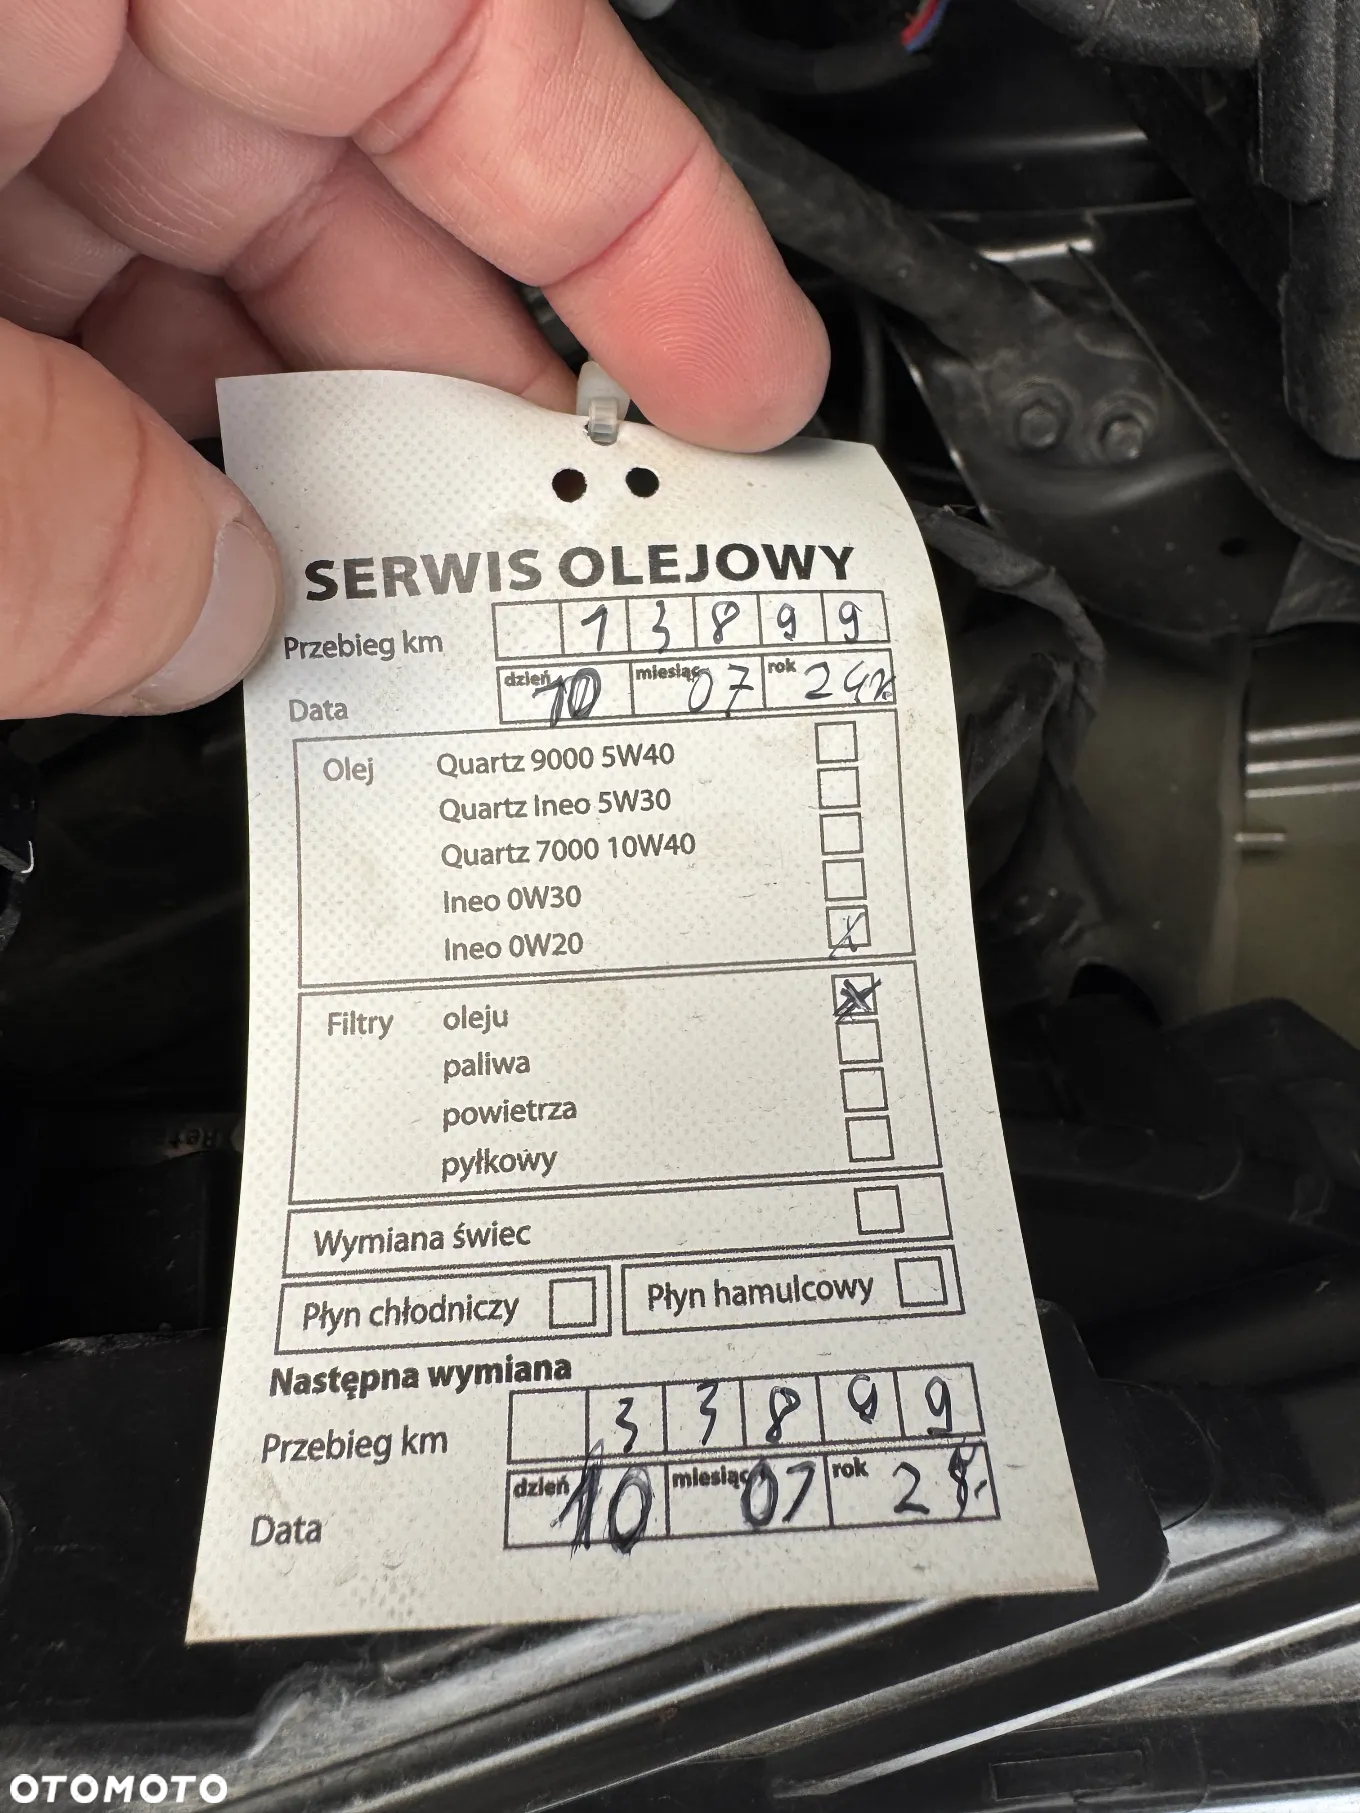 SERWIS OLEJOWY
Przebieg km 13899
Data dzień 10 miesiąc 07 rok 24r.
Olej Quartz 9000 5W40
Quartz Ineo 5W30
Quartz 7000 10W40
Ineo 0W30
Ineo 0W20 X
Filtry oleju X
paliwa
powietrza
pyłkowy
Wymiana świec
Płyn chłodniczy Płyn hamulcowy
Następna wymiana
Przebieg km 33899
Data dzień 10 miesiąc 07 rok 2
OTOMOTO